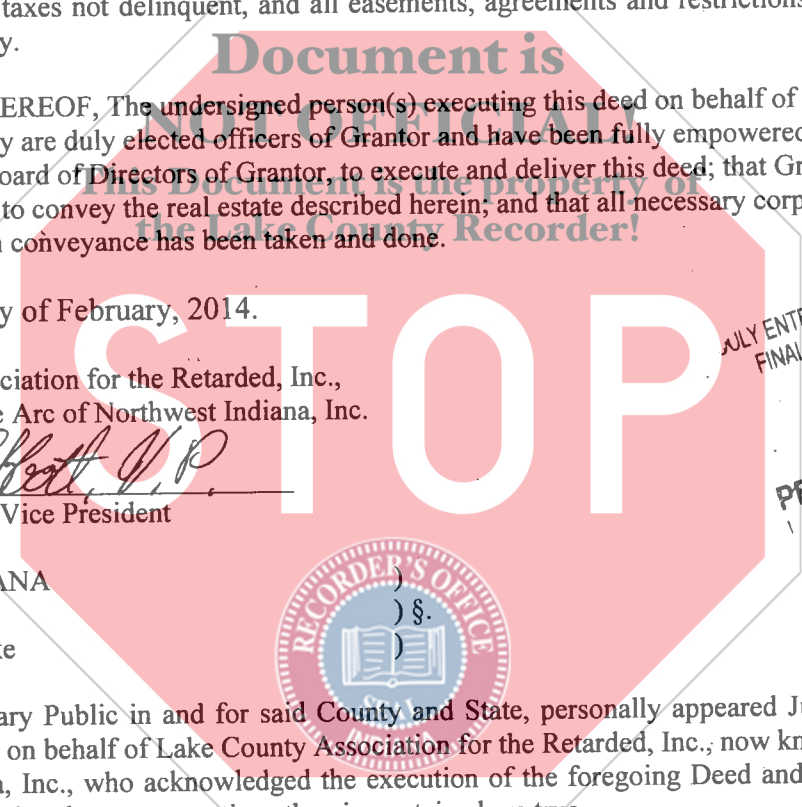 taxes not delinquent, and all easements, agreements and restrictions
y.
Document is
EREOF, The undersigned person(s) executing this deed on behalf of
NOT OFFICIAL!
y are duly elected officers of Grantor and have been fully empowered
oard of Directors of Grantor, to execute and deliver this deed; that Gr
This Document is the property of
to convey the real estate described herein; and that all necessary corp
the Lake County Recorder!
conveyance has been taken and done.
y of February, 2014.
STOP
ULY ENT
FINAL
ciation for the Retarded, Inc.,
e Arc of Northwest Indiana, Inc.
V.P.
Vice President
ANA )
) §.
ke )
RECORDER'S OFFICE
SEAL
INDIANA
ary Public in and for said County and State, personally appeared J
on behalf of Lake County Association for the Retarded, Inc., now kn
a, Inc., who acknowledged the execution of the foregoing Deed and